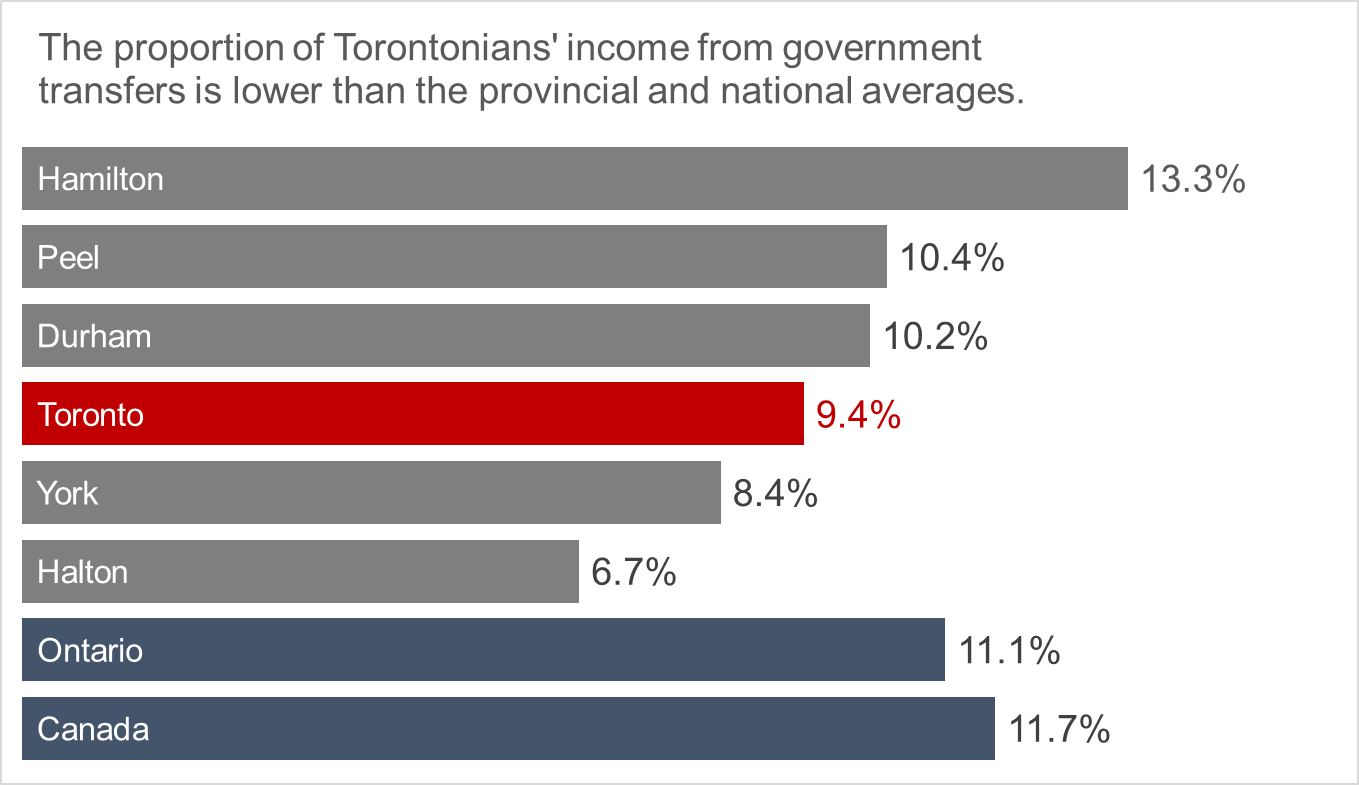 The proportion of Torontonians' income from government
transfers is lower than the provincial and national averages.
Hamilton 13.3%
Peel 10.4%
Durham 10.2%
Toronto 9.4%
York 8.4%
Halton 6.7%
Ontario 11.1%
Canada 11.7%